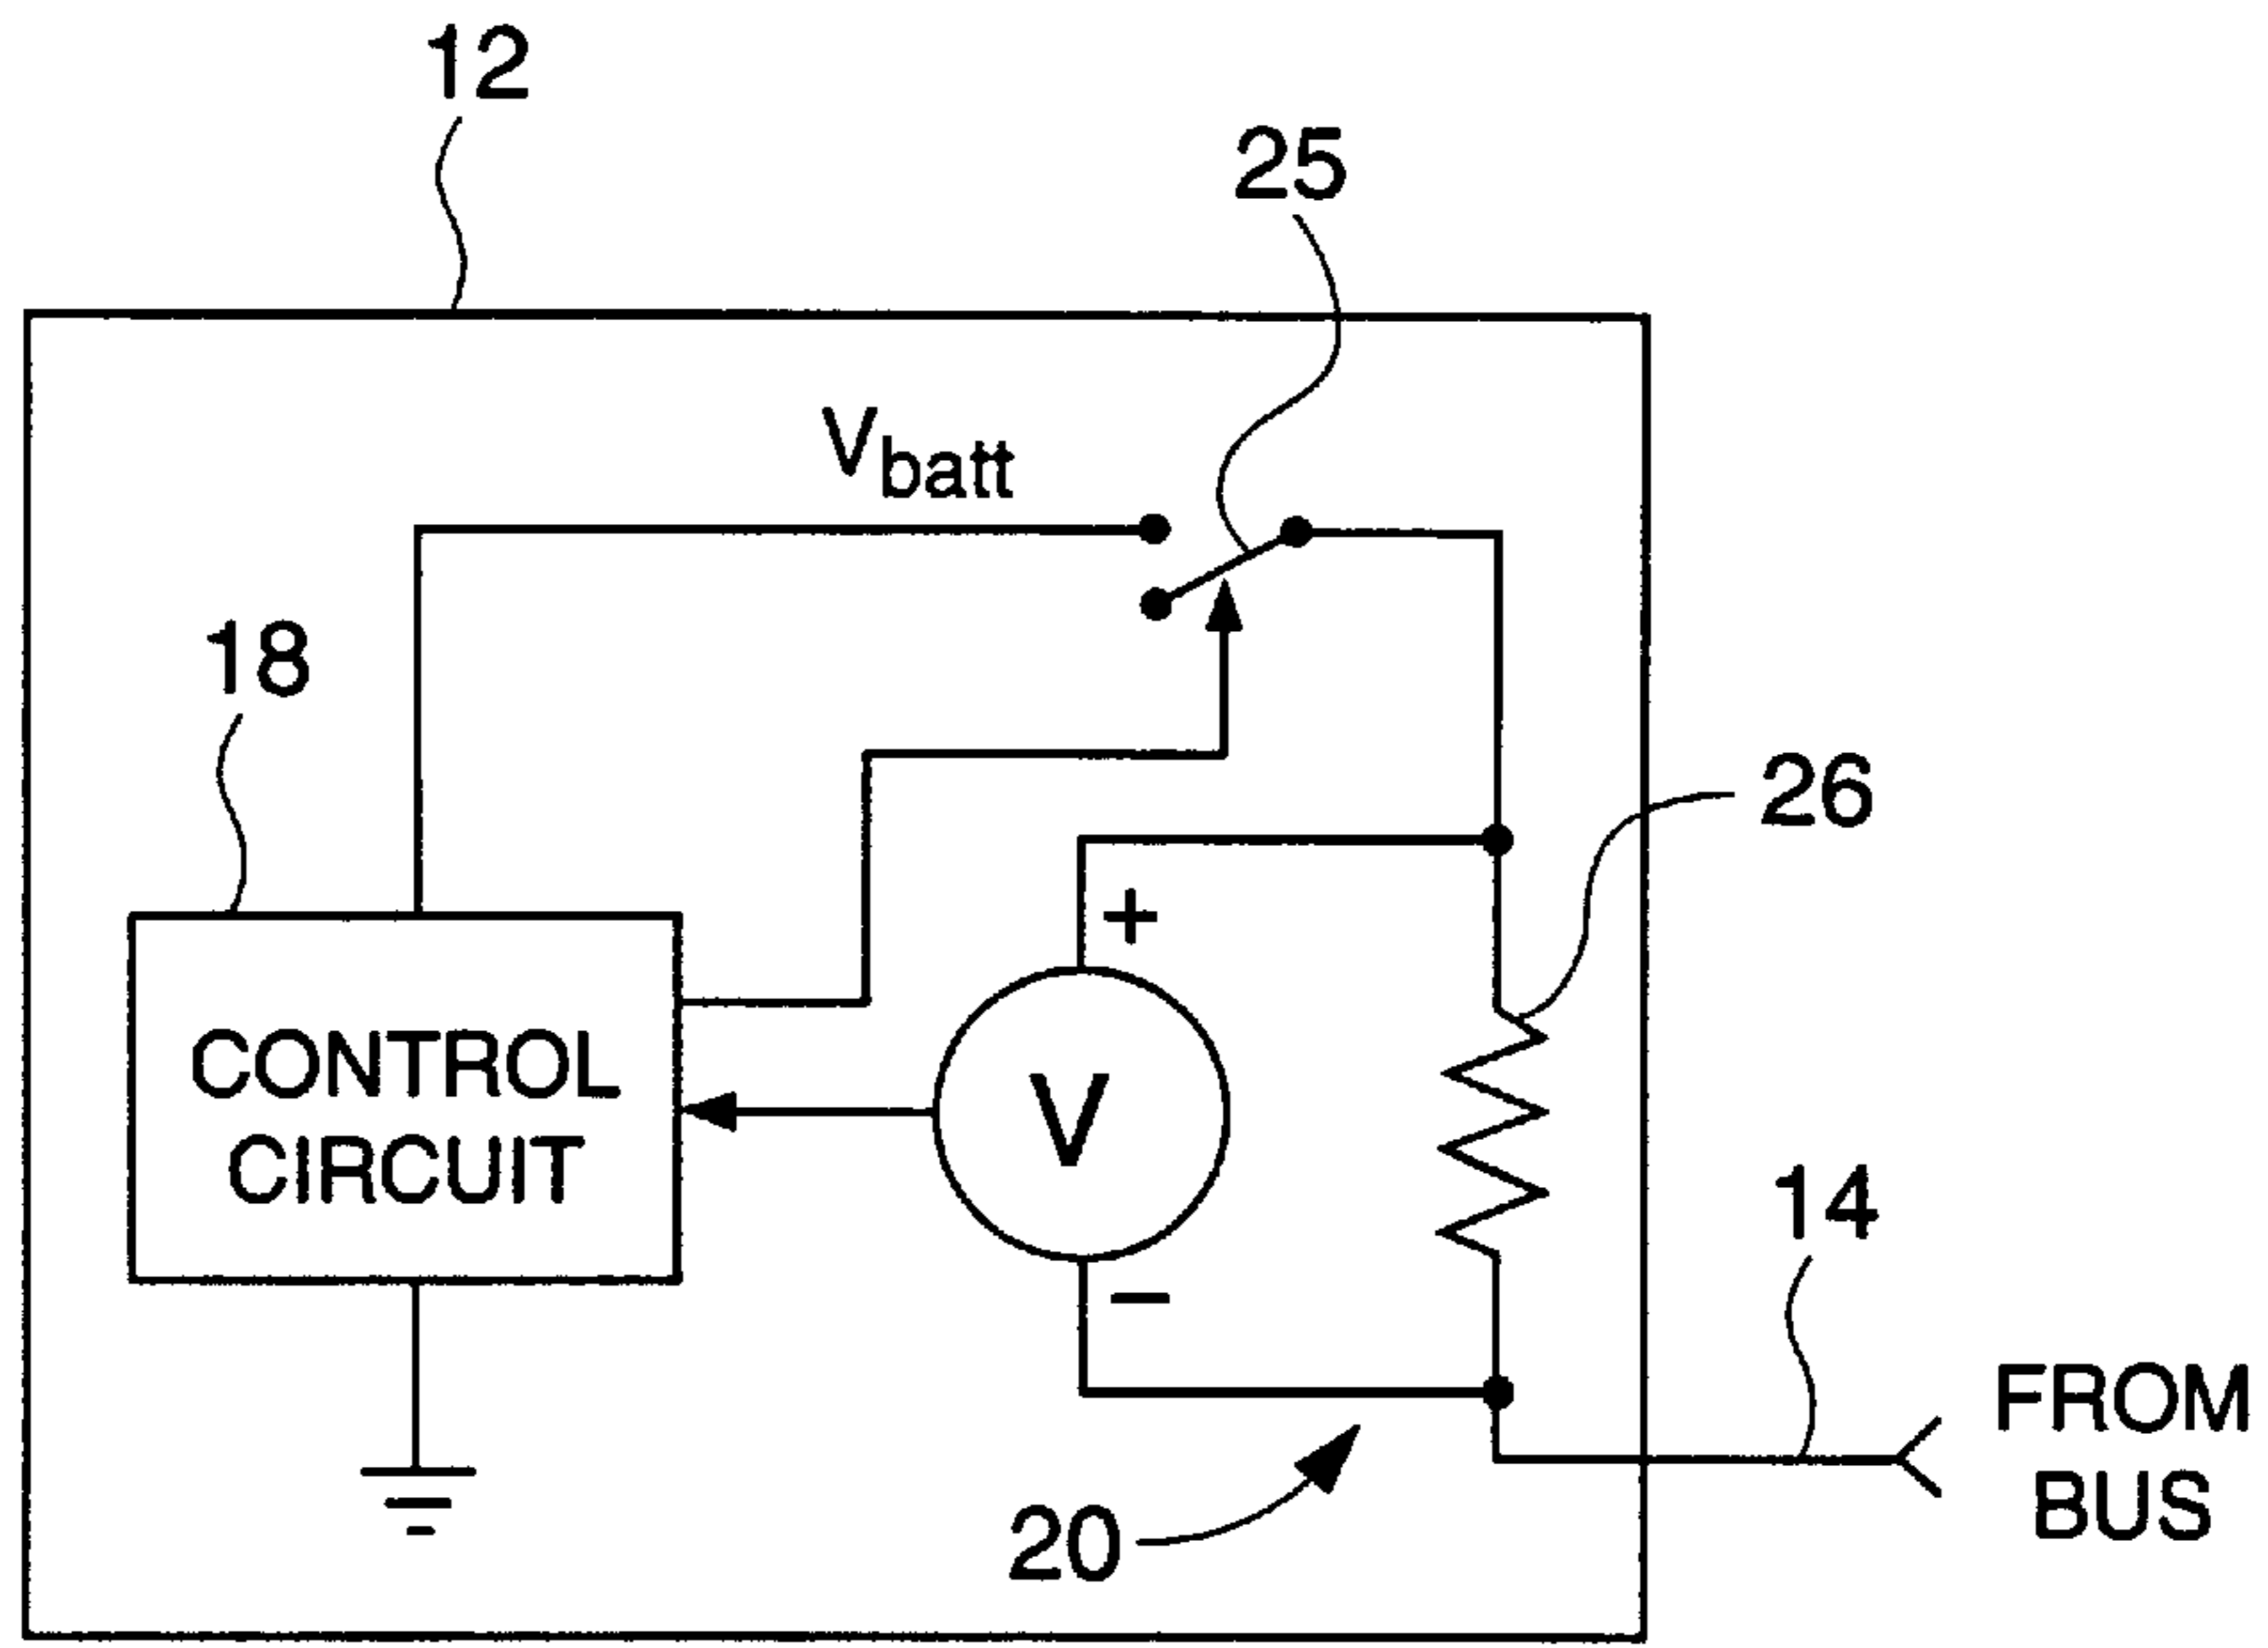 12
25
Vbatt
18
26
+
CONTROL
CIRCUIT
V
14
−
FROM
BUS
20